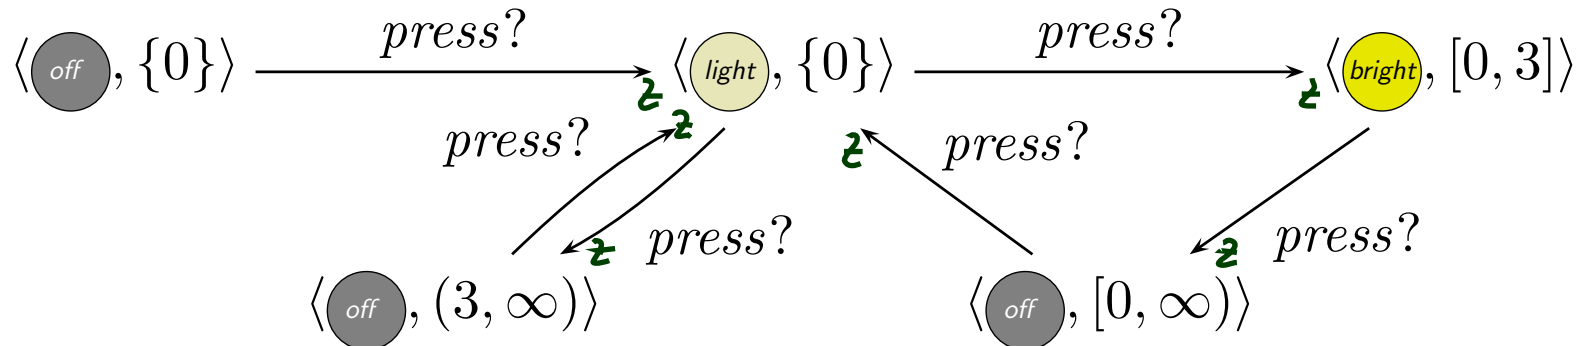 press? press?
⟨off, {0}⟩ ⟨light, {0}⟩ ⟨bright, [0, 3]⟩
z z
z z
press? press?
press? press?
z z
⟨off, (3, ∞)⟩ ⟨off, [0, ∞)⟩